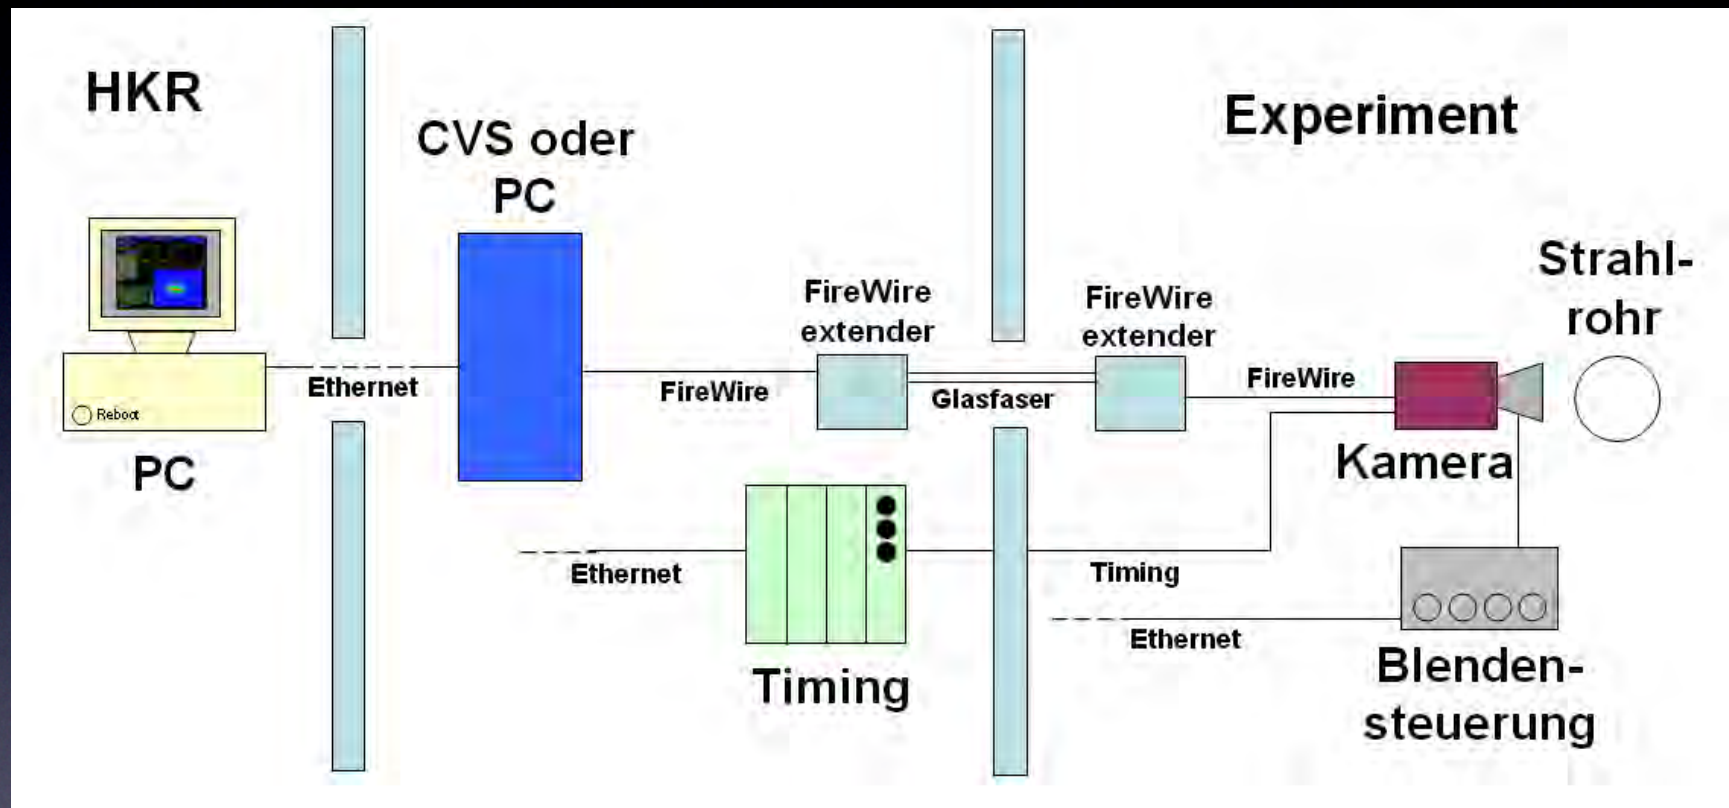 HKR
CVS oder
PC
Experiment
Strahl-
rohr
FireWire
extender
FireWire
extender
Ethernet
FireWire
Glasfaser
FireWire
Reboot
PC
Kamera
Ethernet
Timing
Timing
Ethernet
Blenden-
steuerung